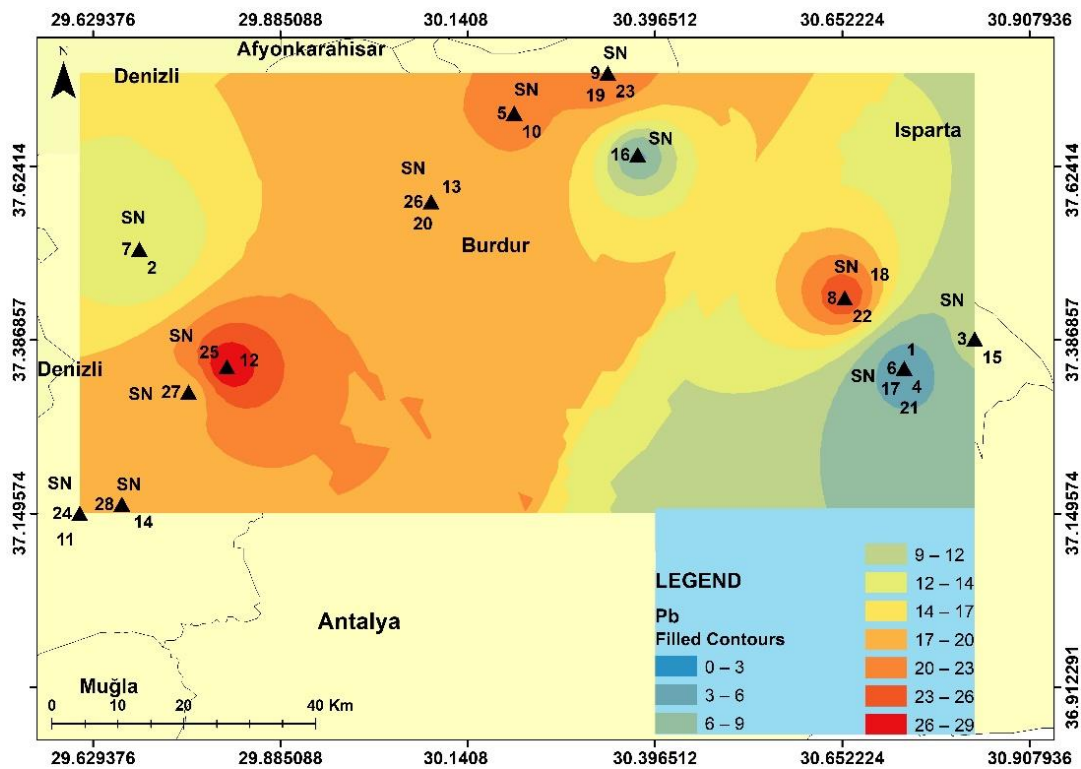 29.629376 29.885088 30.1408 30.396512 30.652224 30.907936
Afyonkarahisar SN
N Denizli 9
SN 19 23
5 10
Isparta
SN
16
37.62414 37.62414
SN 13
26
20
SN Burdur
7 2
SN 18
8 22
SN
37.386857 37.386857
SN 3 15
25 12
Denizli
1
SN 6
17 4
21
SN 27
SN SN
28
24 14
11
37.149574 37.149574
LEGEND
Pb
Filled Contours
0 – 3
3 – 6
6 – 9
9 – 12
12 – 14
14 – 17
17 – 20
20 – 23
23 – 26
26 – 29
Antalya
Muğla
36.912291
0 10 20 40 Km
29.629376 29.885088 30.1408 30.396512 30.652224 30.907936